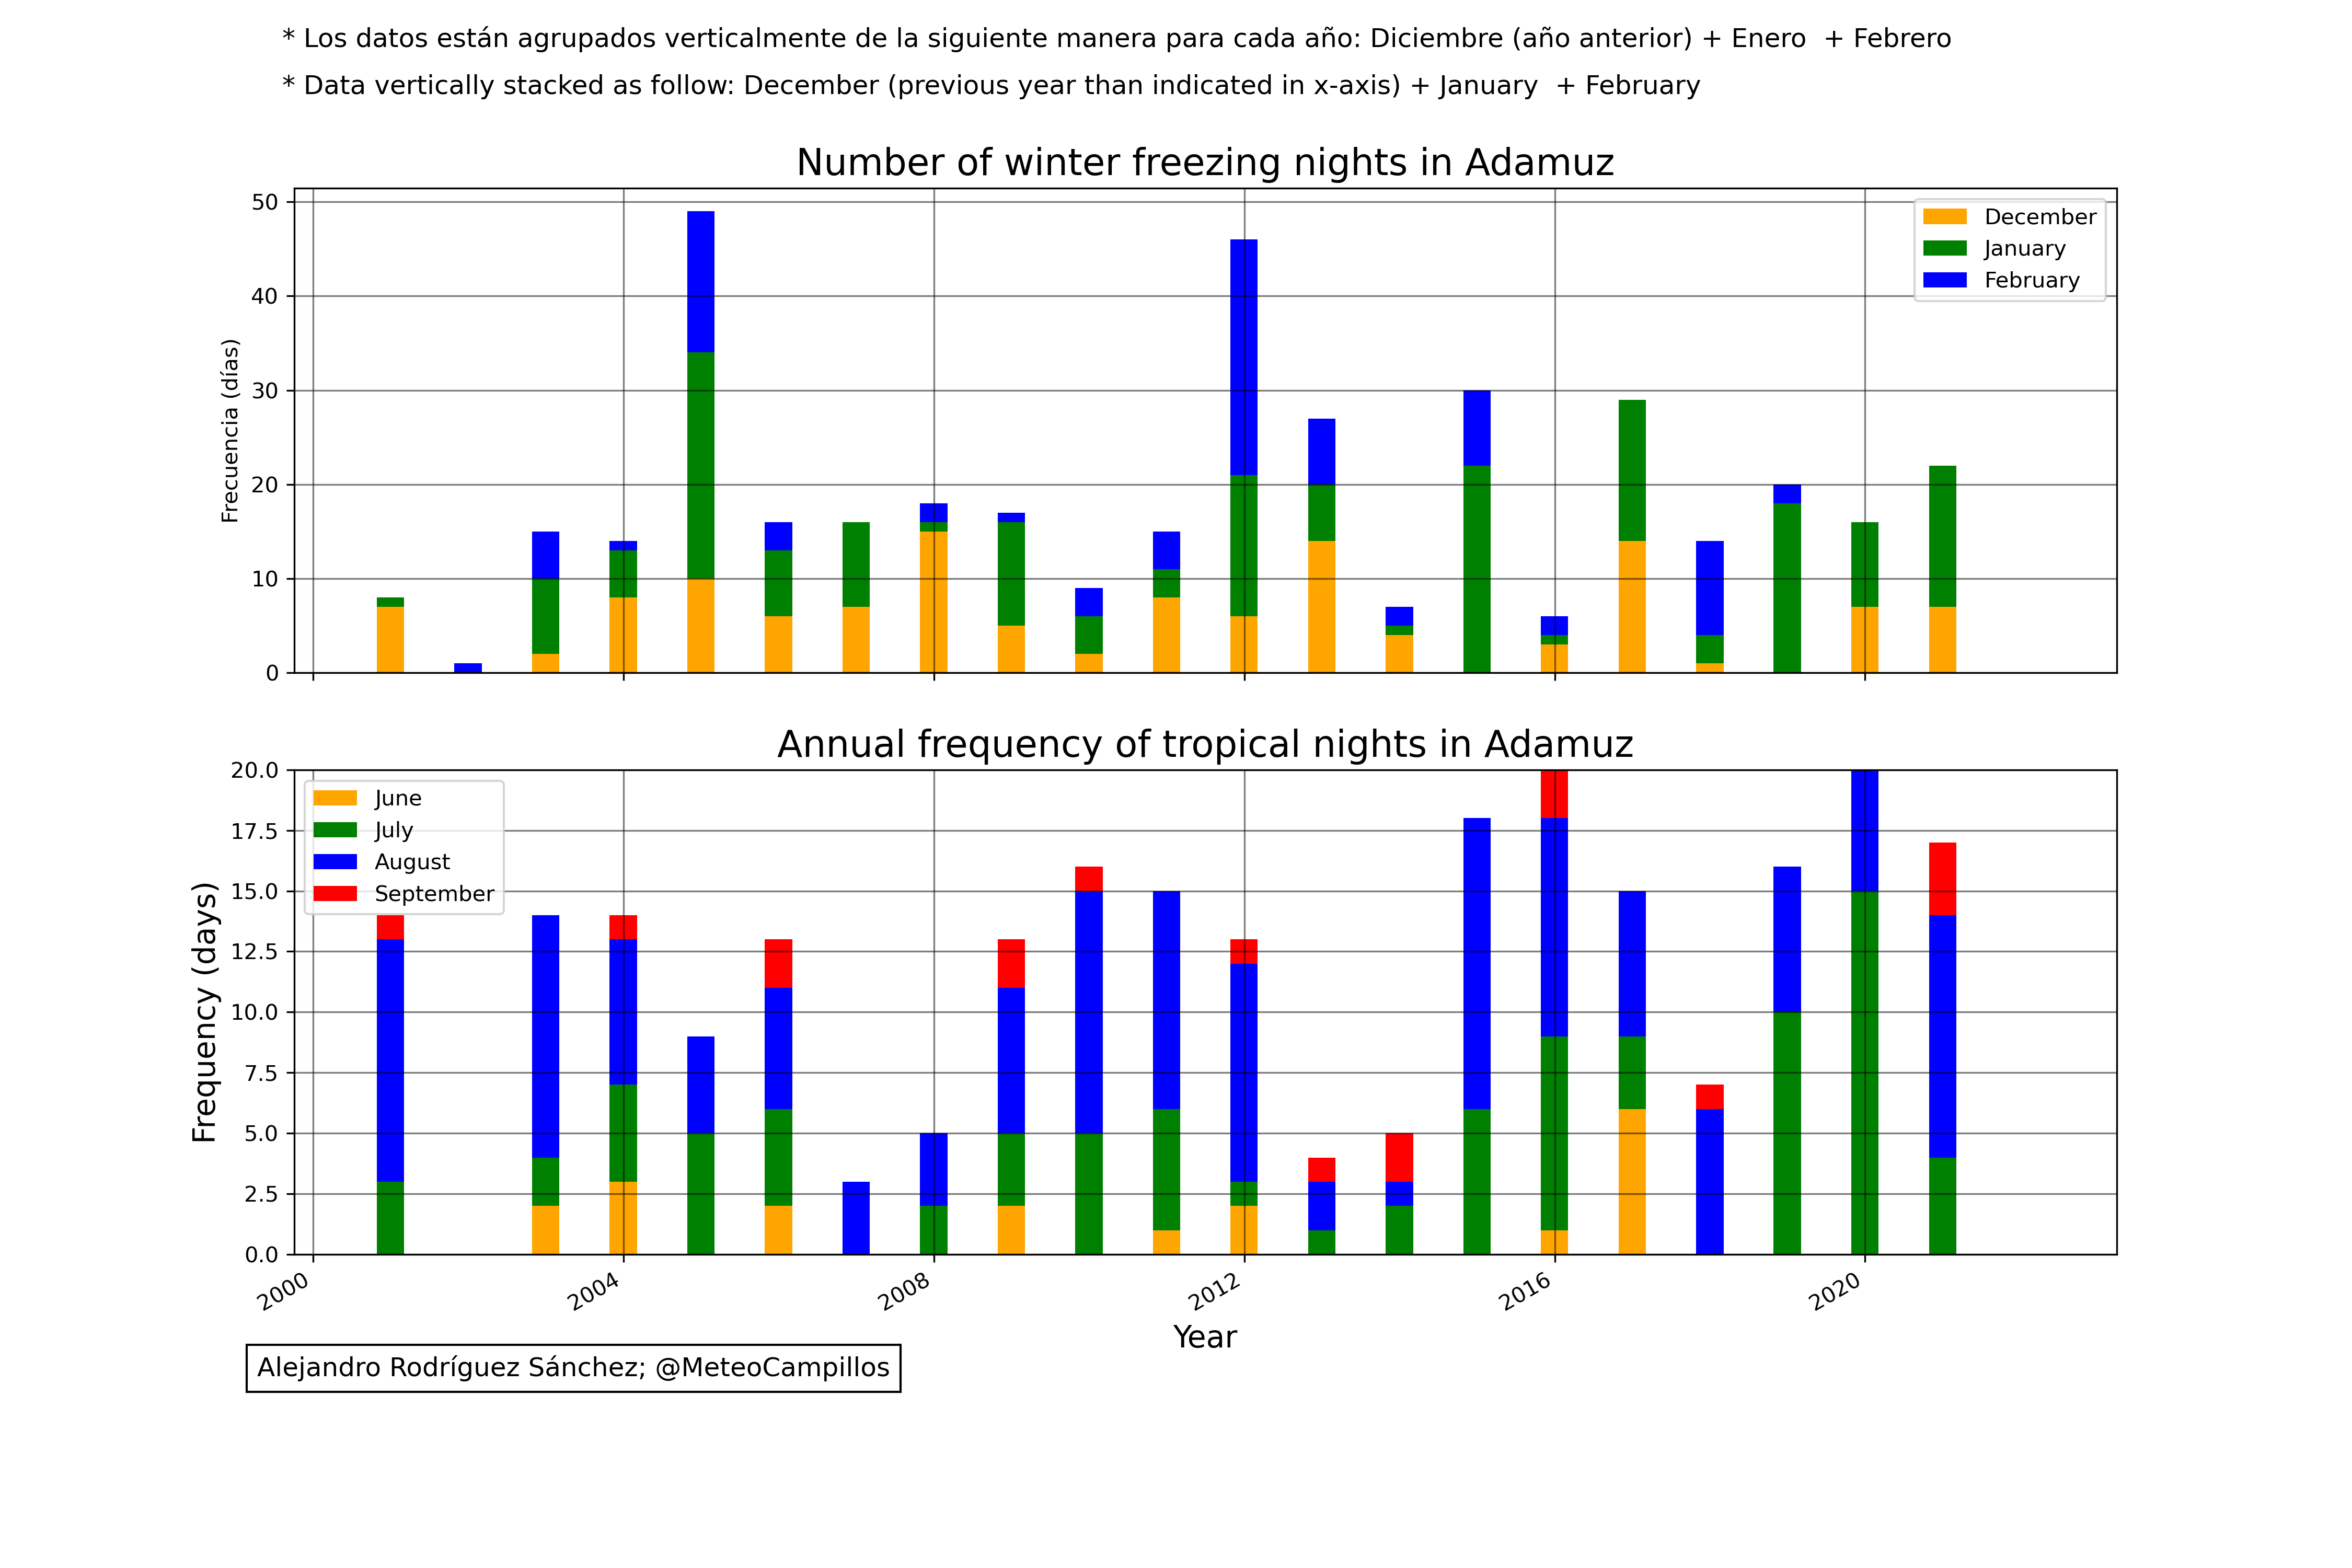 * Los datos están agrupados verticalmente de la siguiente manera para cada año: Diciembre (año anterior) + Enero  + Febrero
* Data vertically stacked as follow: December (previous year than indicated in x-axis) + January  + February
Number of winter freezing nights in Adamuz
50
40
30
20
10
0
Frecuencia (días)
December
January
February
Annual frequency of tropical nights in Adamuz
20.0
17.5
15.0
12.5
10.0
7.5
5.0
2.5
0.0
Frequency (days)
June
July
August
September
2000
2004
2008
2012
2016
2020
Year
Alejandro Rodríguez Sánchez; @MeteoCampillos